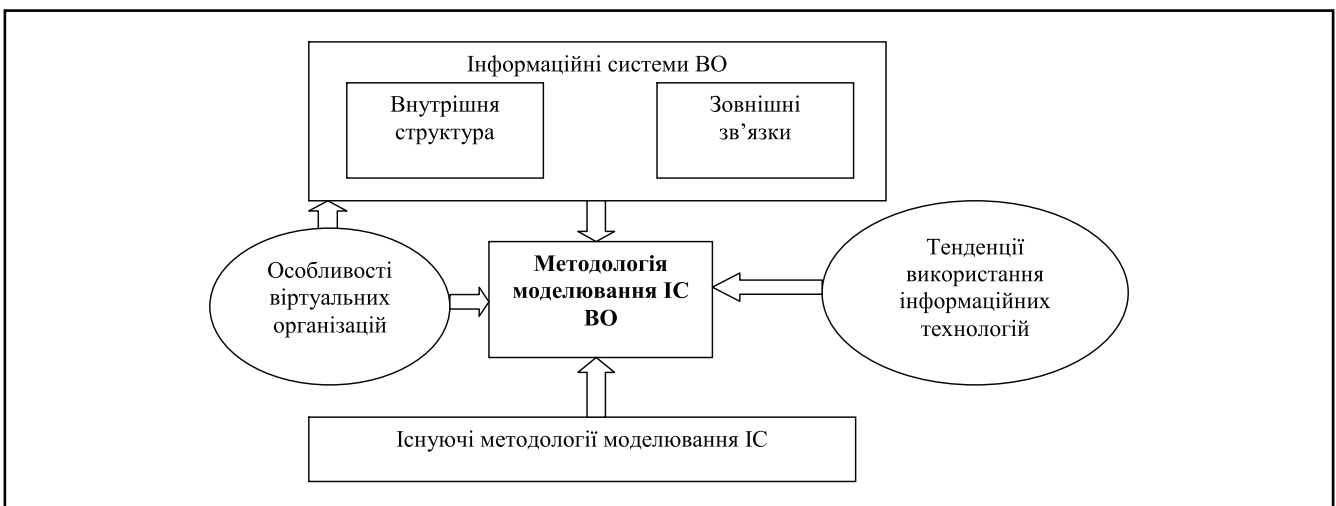 Інформаційні системи ВО
Внутрішня
структура
Зовнішні
зв’язки
Особливості
віртуальних
організацій
Методологія
моделювання ІС
ВО
Тенденції
використання
інформаційних
технологій
Існуючі методології моделювання ІС